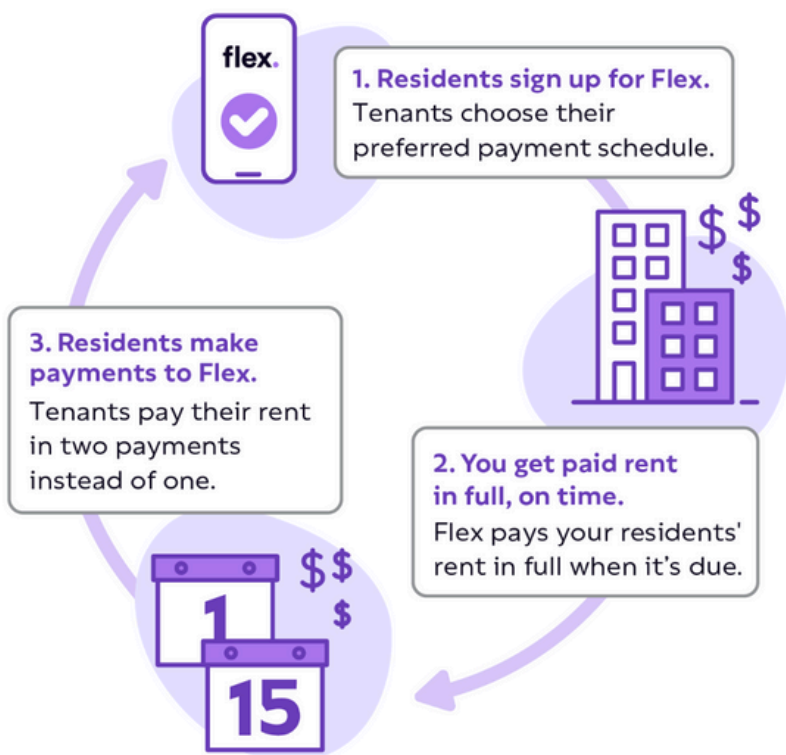 flex.
1. Residents sign up for Flex.
Tenants choose their
preferred payment schedule.
$ $
$
2. You get paid rent
in full, on time.
Flex pays your residents'
rent in full when it's due.
3. Residents make
payments to Flex.
Tenants pay their rent
in two payments
instead of one.
$ $
$
1
15